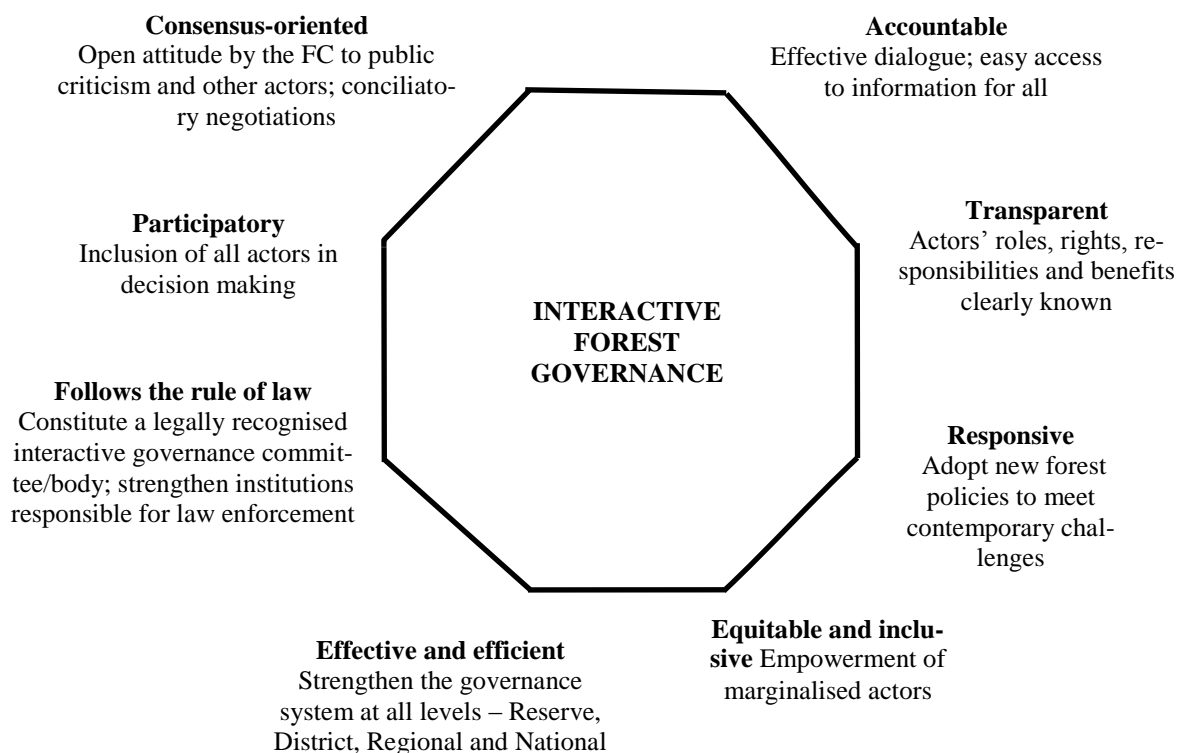 Consensus-oriented
Open attitude by the FC to public
criticism and other actors; conciliato-
ry negotiations
Accountable
Effective dialogue; easy access
to information for all
Participatory
Inclusion of all actors in
decision making
Transparent
Actors’ roles, rights, re-
sponsibilities and benefits
clearly known
INTERACTIVE
FOREST
GOVERNANCE
Follows the rule of law
Constitute a legally recognised
interactive governance commit-
tee/body; strengthen institutions
responsible for law enforcement
Responsive
Adopt new forest
policies to meet
contemporary chal-
lenges
Effective and efficient
Strengthen the governance
system at all levels – Reserve,
District, Regional and National
Equitable and inclu-
sive Empowerment of
marginalised actors